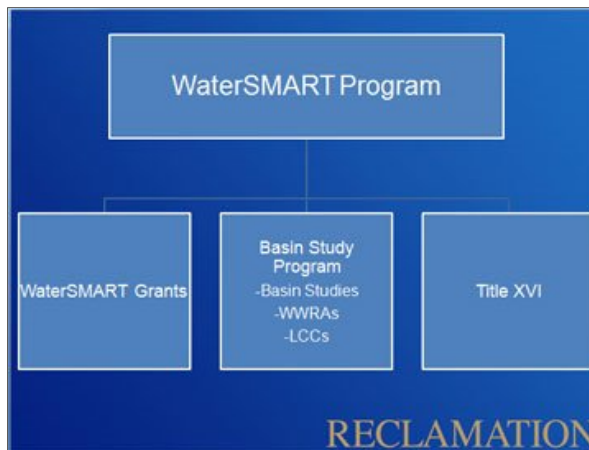 WaterSMART Program
WaterSMART Grants
Basin Study
Program
-Basin Studies
-WWRAs
-LCCs
Title XVI
RECLAMATION